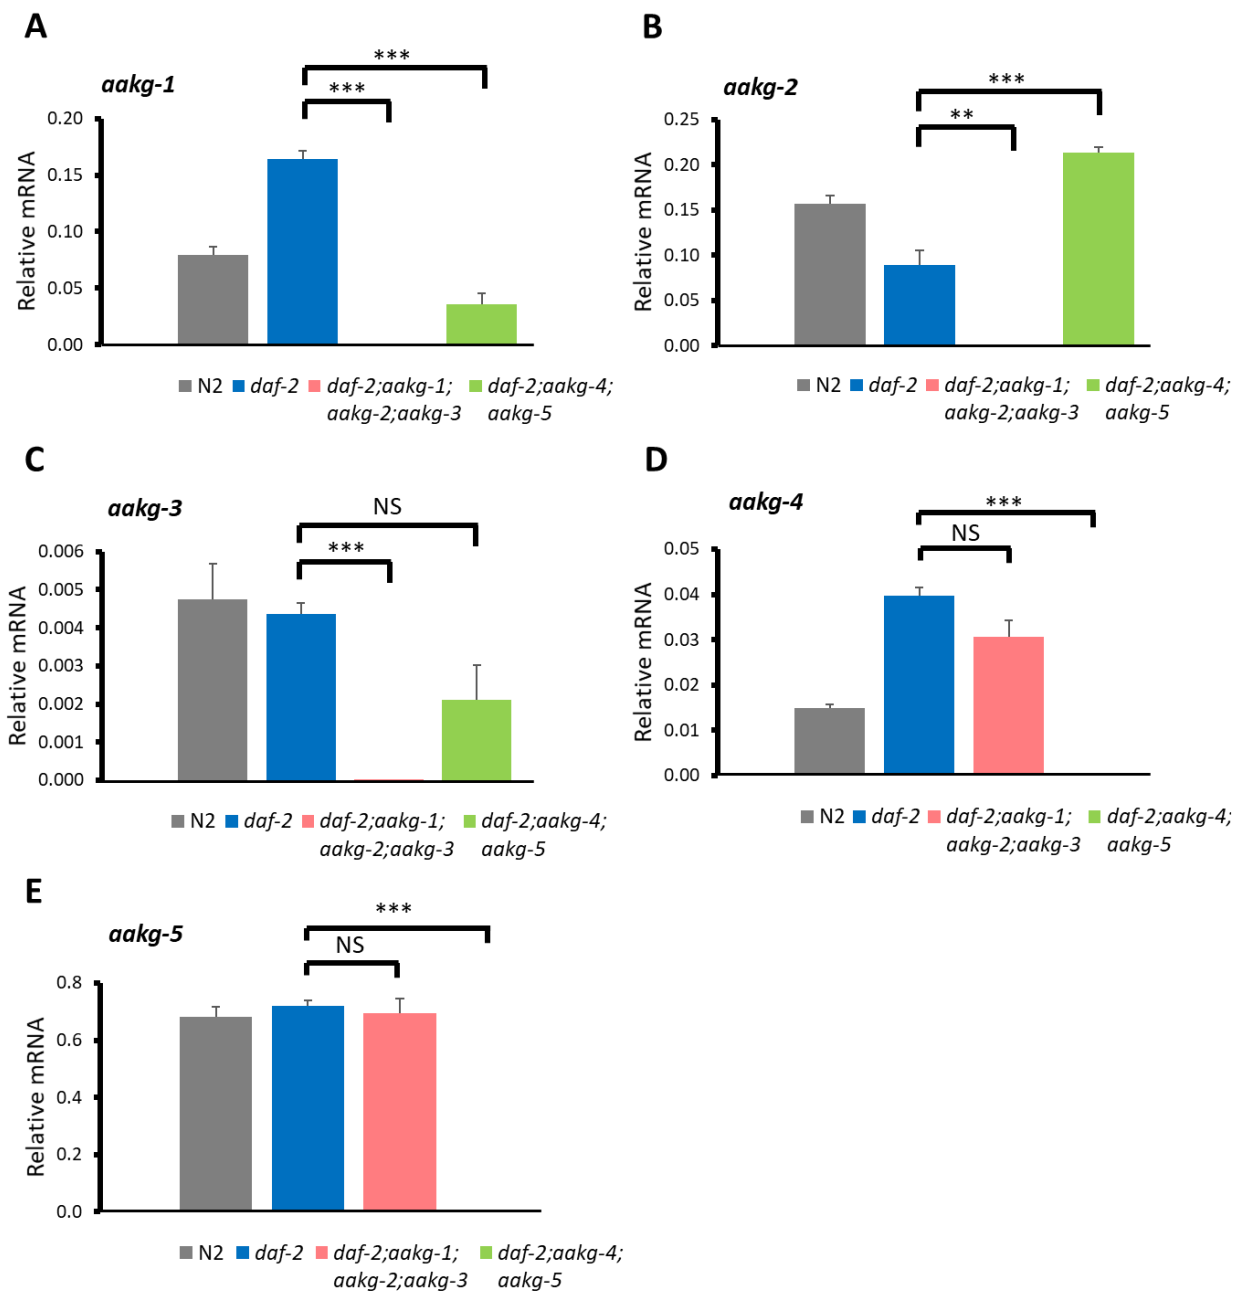 A
B
aakg-1
***
***
0.20
0.15
0.10
0.05
0.00
Relative mRNA
N2 daf-2 daf-2;aakg-1; daf-2;aakg-4;
aakg-2;aakg-3 aakg-5
aakg-2
***
**
0.25
0.20
0.15
0.10
0.05
0.00
Relative mRNA
N2 daf-2 daf-2;aakg-1; daf-2;aakg-4;
aakg-2;aakg-3 aakg-5
C
D
aakg-3
NS
***
0.006
0.005
0.004
0.003
0.002
0.001
0.000
Relative mRNA
N2 daf-2 daf-2;aakg-1; daf-2;aakg-4;
aakg-2;aakg-3 aakg-5
aakg-4
***
NS
0.05
0.04
0.03
0.02
0.01
0.00
Relative mRNA
N2 daf-2 daf-2;aakg-1; daf-2;aakg-4;
aakg-2;aakg-3 aakg-5
E
aakg-5
***
NS
0.8
0.6
0.4
0.2
0.0
Relative mRNA
N2 daf-2 daf-2;aakg-1; daf-2;aakg-4;
aakg-2;aakg-3 aakg-5